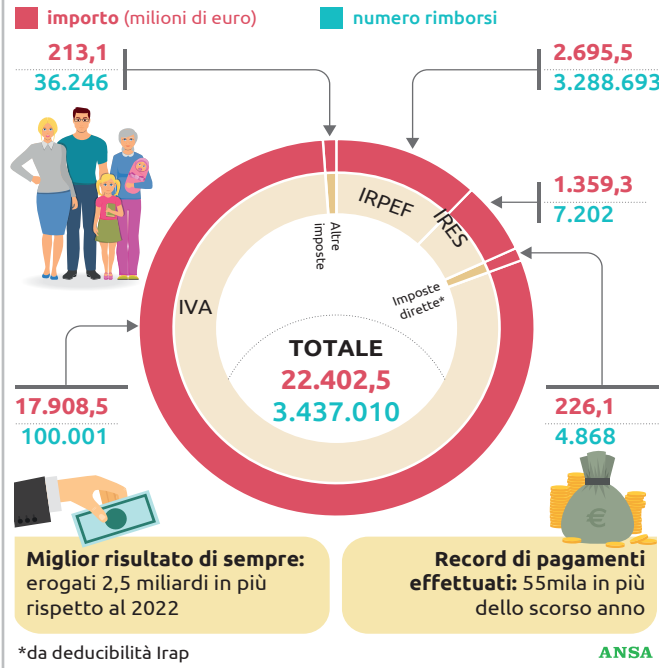 importo (milioni di euro)
numero rimborsi
213,1
36.246
2.695,5
3.288.693
1.359,3
7.202
IRPEF
IRES
Altre
imposte
Imposte
dirette*
IVA
TOTALE
22.402,5
3.437.010
17.908,5
100.001
226,1
4.868
€
Miglior risultato di sempre:
erogati 2,5 miliardi in più
rispetto al 2022
Record di pagamenti
effettuati: 55mila in più
dello scorso anno
*da deducibilità Irap
ANSA